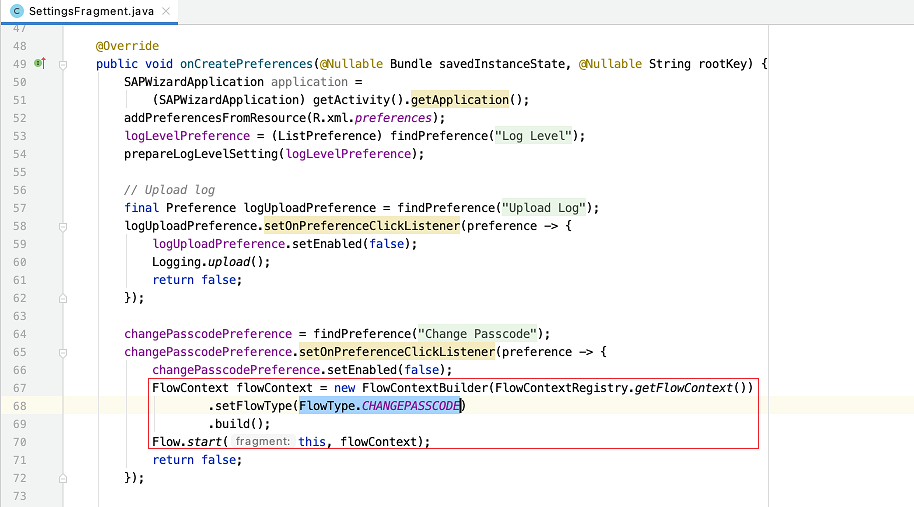 C SettingsFragment.java ×
47
48 @Override
49 public void onCreatePreferences(@Nullable Bundle savedInstanceState, @Nullable String rootKey) {
50 SAPWizardApplication application =
51 (SAPWizardApplication) getActivity().getApplication();
52 addPreferencesFromResource(R.xml.preferences);
53 logLevelPreference = (ListPreference) findPreference("Log Level");
54 prepareLogLevelSetting(logLevelPreference);
55
56 // Upload log
57 final Preference logUploadPreference = findPreference("Upload Log");
58 logUploadPreference.setOnPreferenceClickListener(preference -> {
59 logUploadPreference.setEnabled(false);
60 Logging.upload();
61 return false;
62 });
63
64 changePasscodePreference = findPreference("Change Passcode");
65 changePasscodePreference.setOnPreferenceClickListener(preference -> {
66 changePasscodePreference.setEnabled(false);
67 FlowContext flowContext = new FlowContextBuilder(FlowContextRegistry.getFlowContext())
68 .setFlowType(FlowType.CHANGEPASSCODE)
69 .build();
70 Flow.start( fragment: this, flowContext);
71 return false;
72 });
73